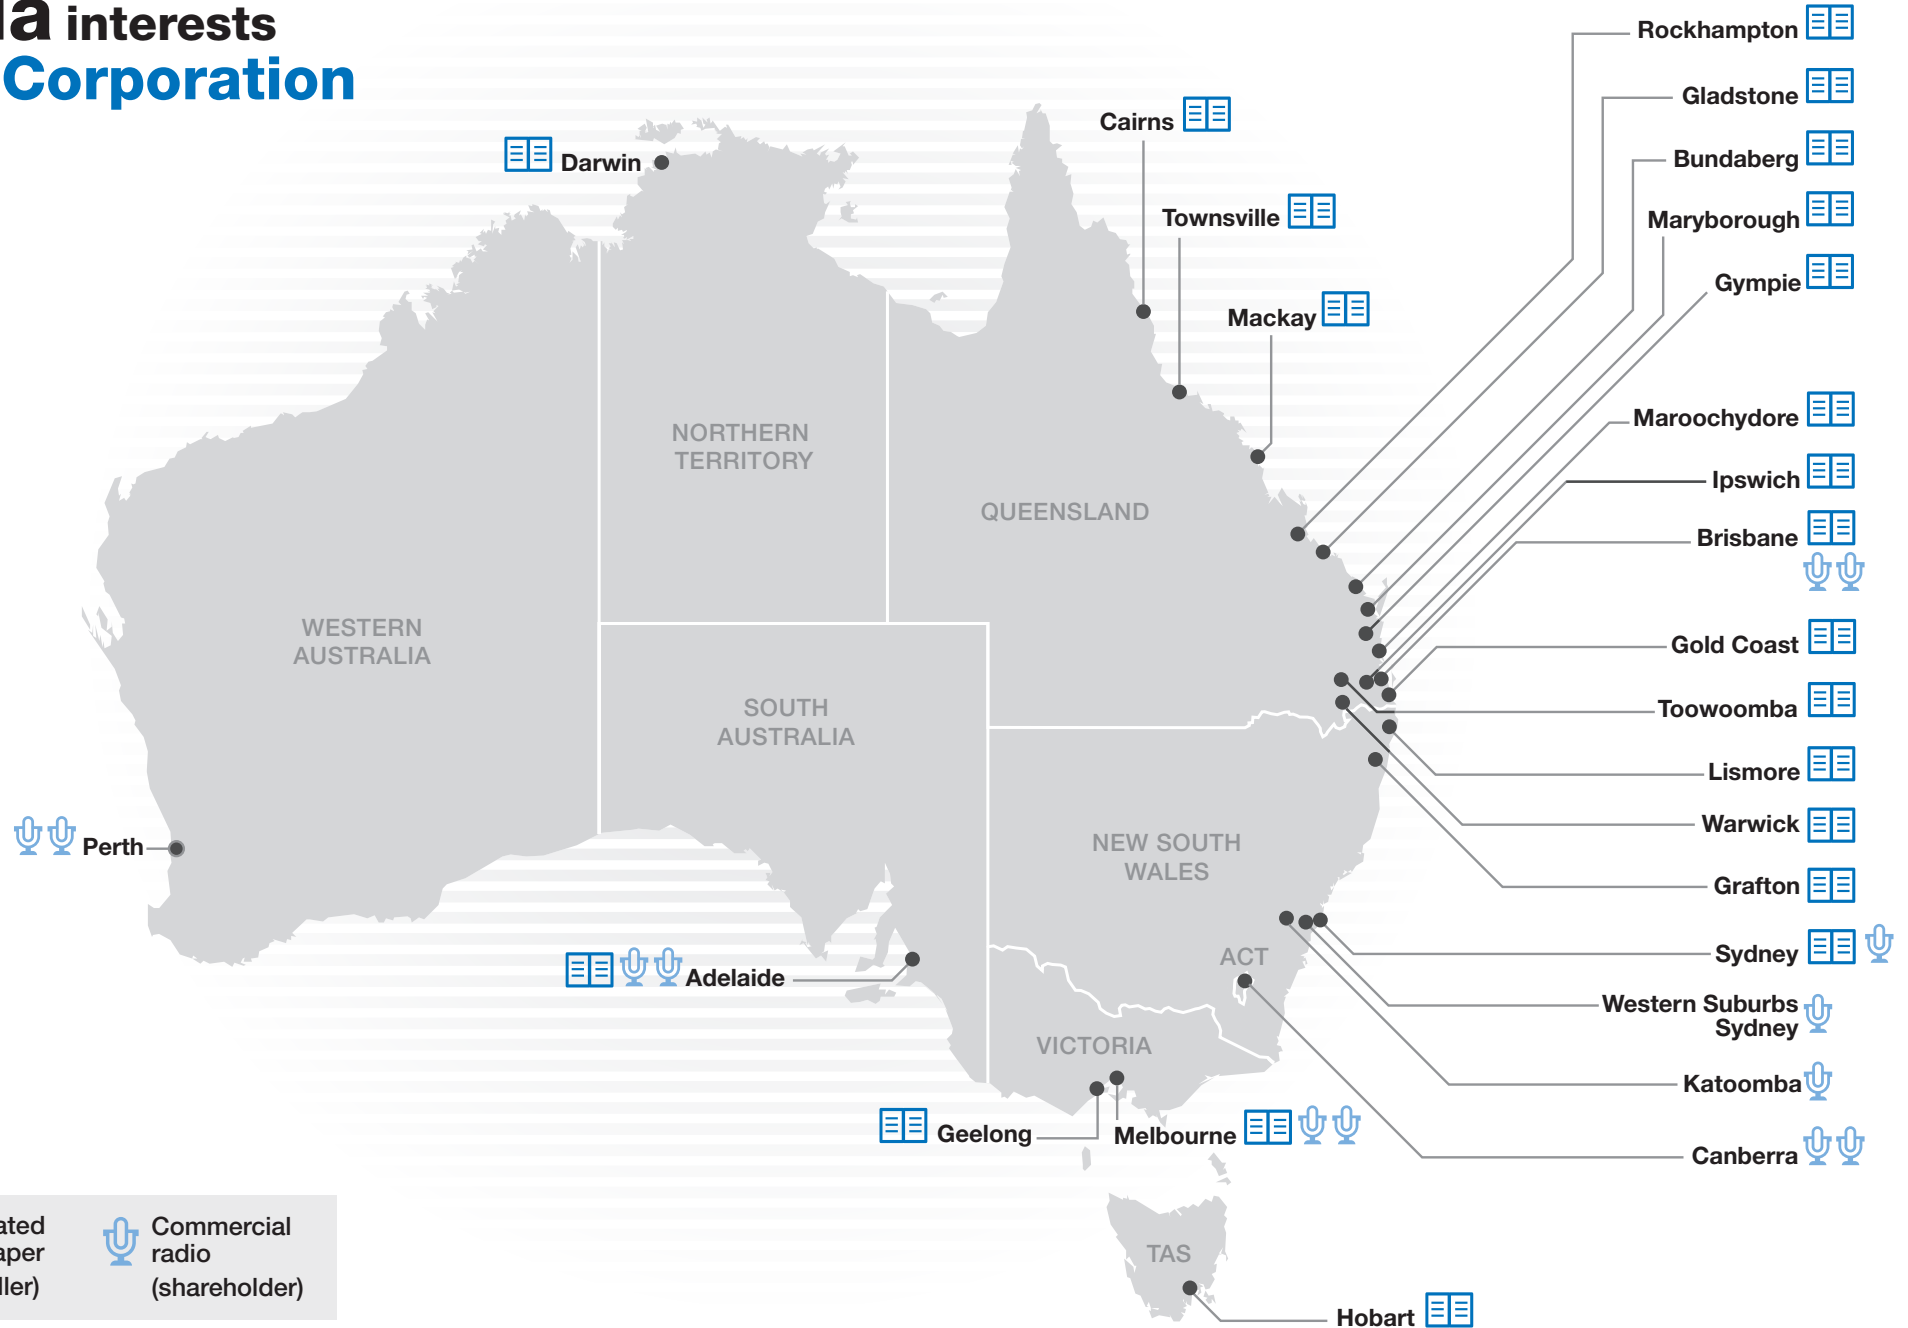 interests
Corporation
Rockhampton
Gladstone
Bundaberg
Maryborough
Gympie
Cairns
Darwin
Townsville
Mackay
NORTHERN
TERRITORY
QUEENSLAND
Maroochydore
Ipswich
Brisbane
WESTERN
AUSTRALIA
SOUTH
AUSTRALIA
Gold Coast
Toowoomba
Lismore
Warwick
Grafton
Perth
NEW SOUTH
WALES
ACT
Sydney
Adelaide
Western Suburbs
Sydney
VICTORIA
Katoomba
Geelong
Melbourne
Canberra
TAS
Hobart
Commercial
radio
(shareholder)